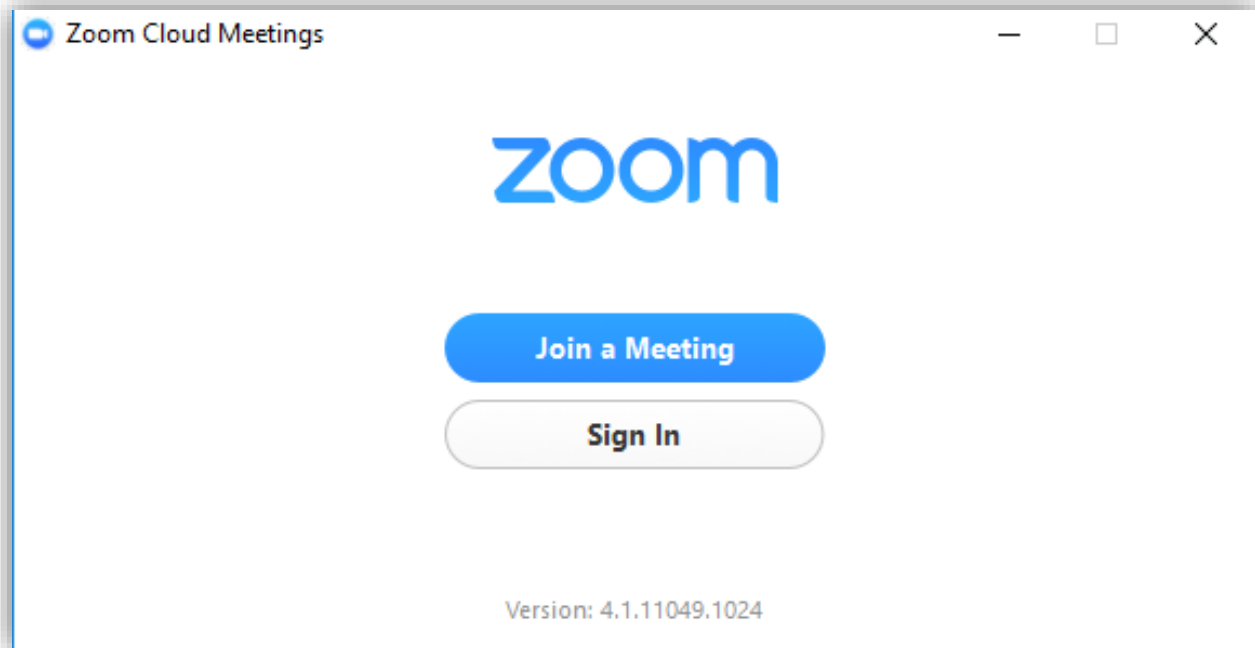 Zoom Cloud Meetings
zoom
Join a Meeting
Sign In
Version: 4.1.11049.1024